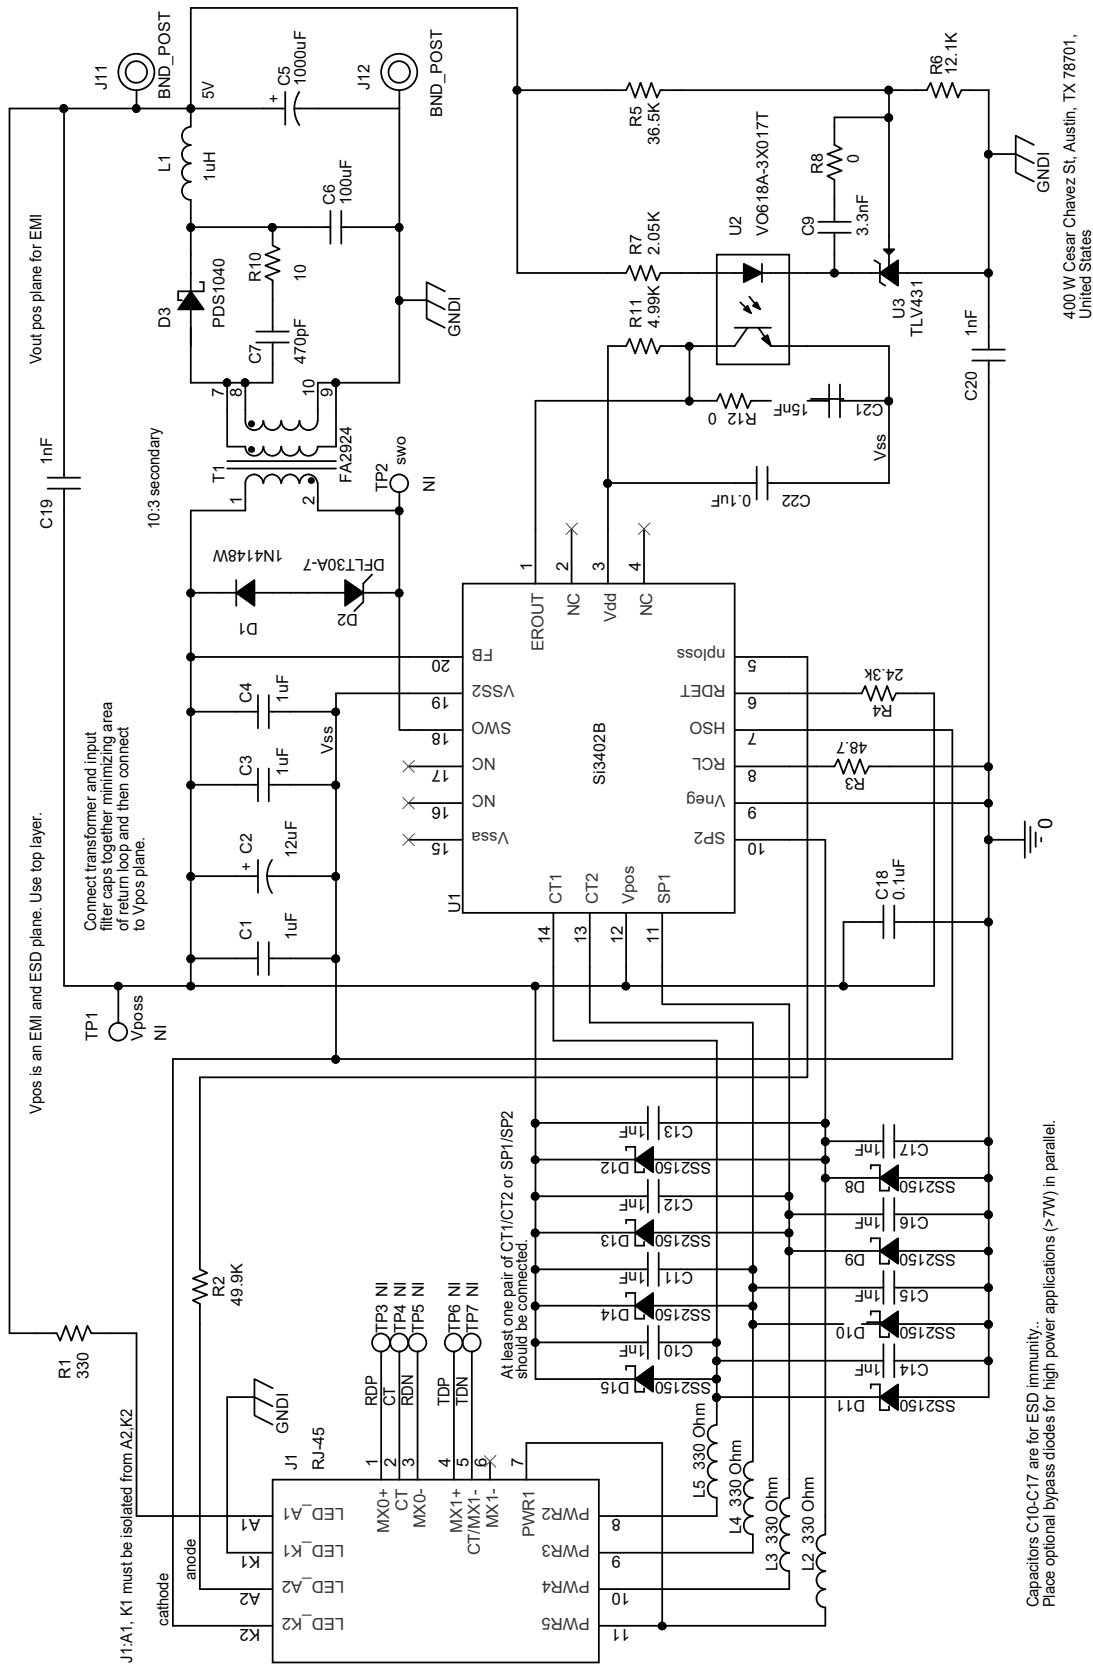 Vpos is an EMI and ESD plane. Use top layer.
Vout pos plane for EMI
J1:A1, K1 must be isolated from A2,K2
cathode
anode
R1
330
R2
49.9K
GNDI
J1
RJ-45
A1
K1
A2
K2
LED_A1
LED_K1
LED_A2
LED_K2
1
2
3
4
5
6
7
MX0+
CT
MX0-
MX1+
CT/MX1-
MX1-
PWR1
PWR2
PWR3
PWR4
PWR5
8
9
10
11
RDP
CT
RDN
TDP
TDN
TP3 NI
TP4 NI
TP5 NI
TP6 NI
TP7 NI
At least one pair of CT1/CT2 or SP1/SP2
should be connected.
L5 330 Ohm
L4 330 Ohm
L3 330 Ohm
L2 330 Ohm
D15
SS2150
C10
1nF
D14
SS2150
C11
1nF
D13
SS2150
C12
1nF
D12
SS2150
C13
1nF
D11
SS2150
C14
1nF
D10
SS2150
C15
1nF
D9
SS2150
C16
1nF
D8
SS2150
C17
1nF
Capacitors C10-C17 are for ESD immunity..
Place optional bypass diodes for high power applications (>7W) in parallel.
TP1
Vposs
NI
Connect transformer and input
filter caps together minimizing area
of return loop and then connect
to Vpos plane.
C1
1uF
C2
12uF
+
C3
1uF
C4
1uF
Vss
C19
1nF
10:3 secondary
D1
1N4148W
D2
DFLT30A-7
T1
FA2924
1
2
7
8
10
9
TP2
swo
NI
D3
PDS1040
C7
470pF
R10
10
C6
100uF
L1
1uH
5V
C5
1000uF
+
J11
BND_POST
J12
BND_POST
GNDI
U1
Si3402B
CT1
14
CT2
13
Vpos
12
SP1
11
Vssa
15
NC
16
NC
17
SWO
18
VSS2
19
FB
20
EROUT
1
NC
2
Vdd
3
NC
4
nploss
5
RDET
6
HSO
7
RCL
8
Vneg
9
SP2
10
R4
24.3k
R3
48.7
C18
0.1uF
0
C22
0.1uF
Vss
R12
0
C21
15nF
R11
4.99K
R7
2.05K
R5
36.5K
U2
VO618A-3X017T
C9
3.3nF
R8
0
U3
TLV431
R6
12.1K
C20
1nF
GNDI
400 W Cesar Chavez St, Austin, TX 78701,
United States